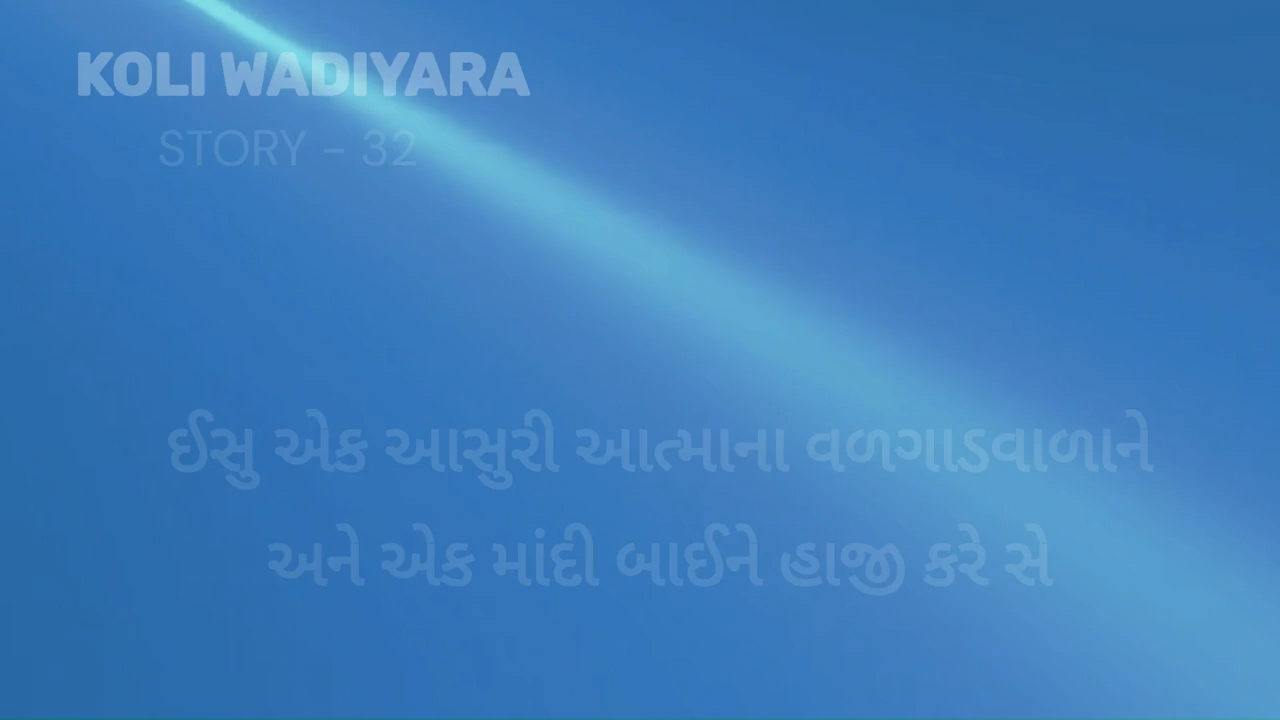 KOLI WADIYARA
STORY – 32
ઈસુ એક આસુરી આત્માના વળગાડવાળાને
અને એક માંદી બાઈને હાજી કરે સે